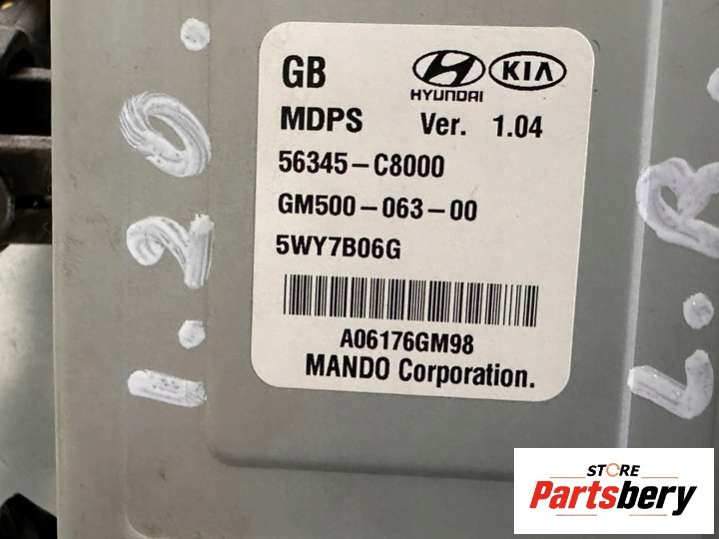 GB
HYUNDAI
KIA
MDPS Ver. 1.04
56345-C8000
GM500-063-00
5WY7B06G
A06176GM98
MANDO Corporation.
1.20.
STORE
Partsbery